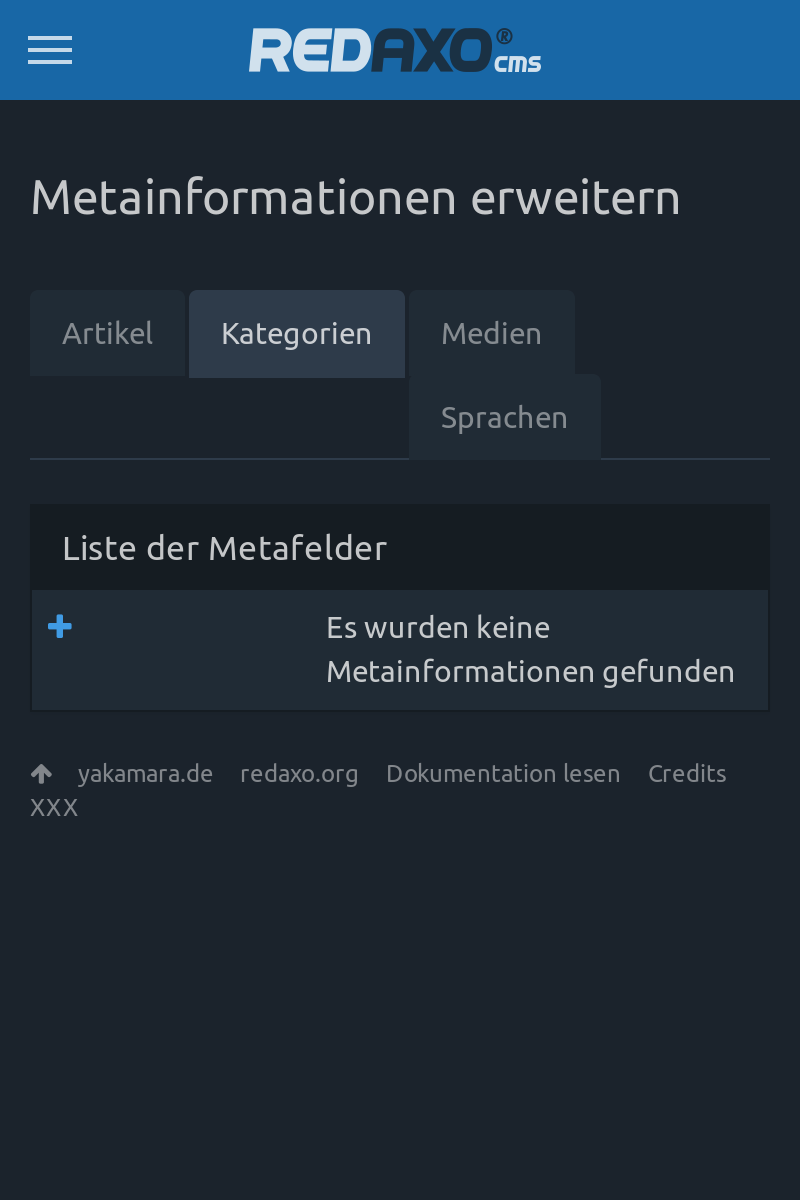 REDAXO® cms
Metainformationen erweitern
Artikel Kategorien Medien
Sprachen
Liste der Metafelder
Es wurden keine
Metainformationen gefunden
yakamara.de redaxo.org Dokumentation lesen Credits
XXX